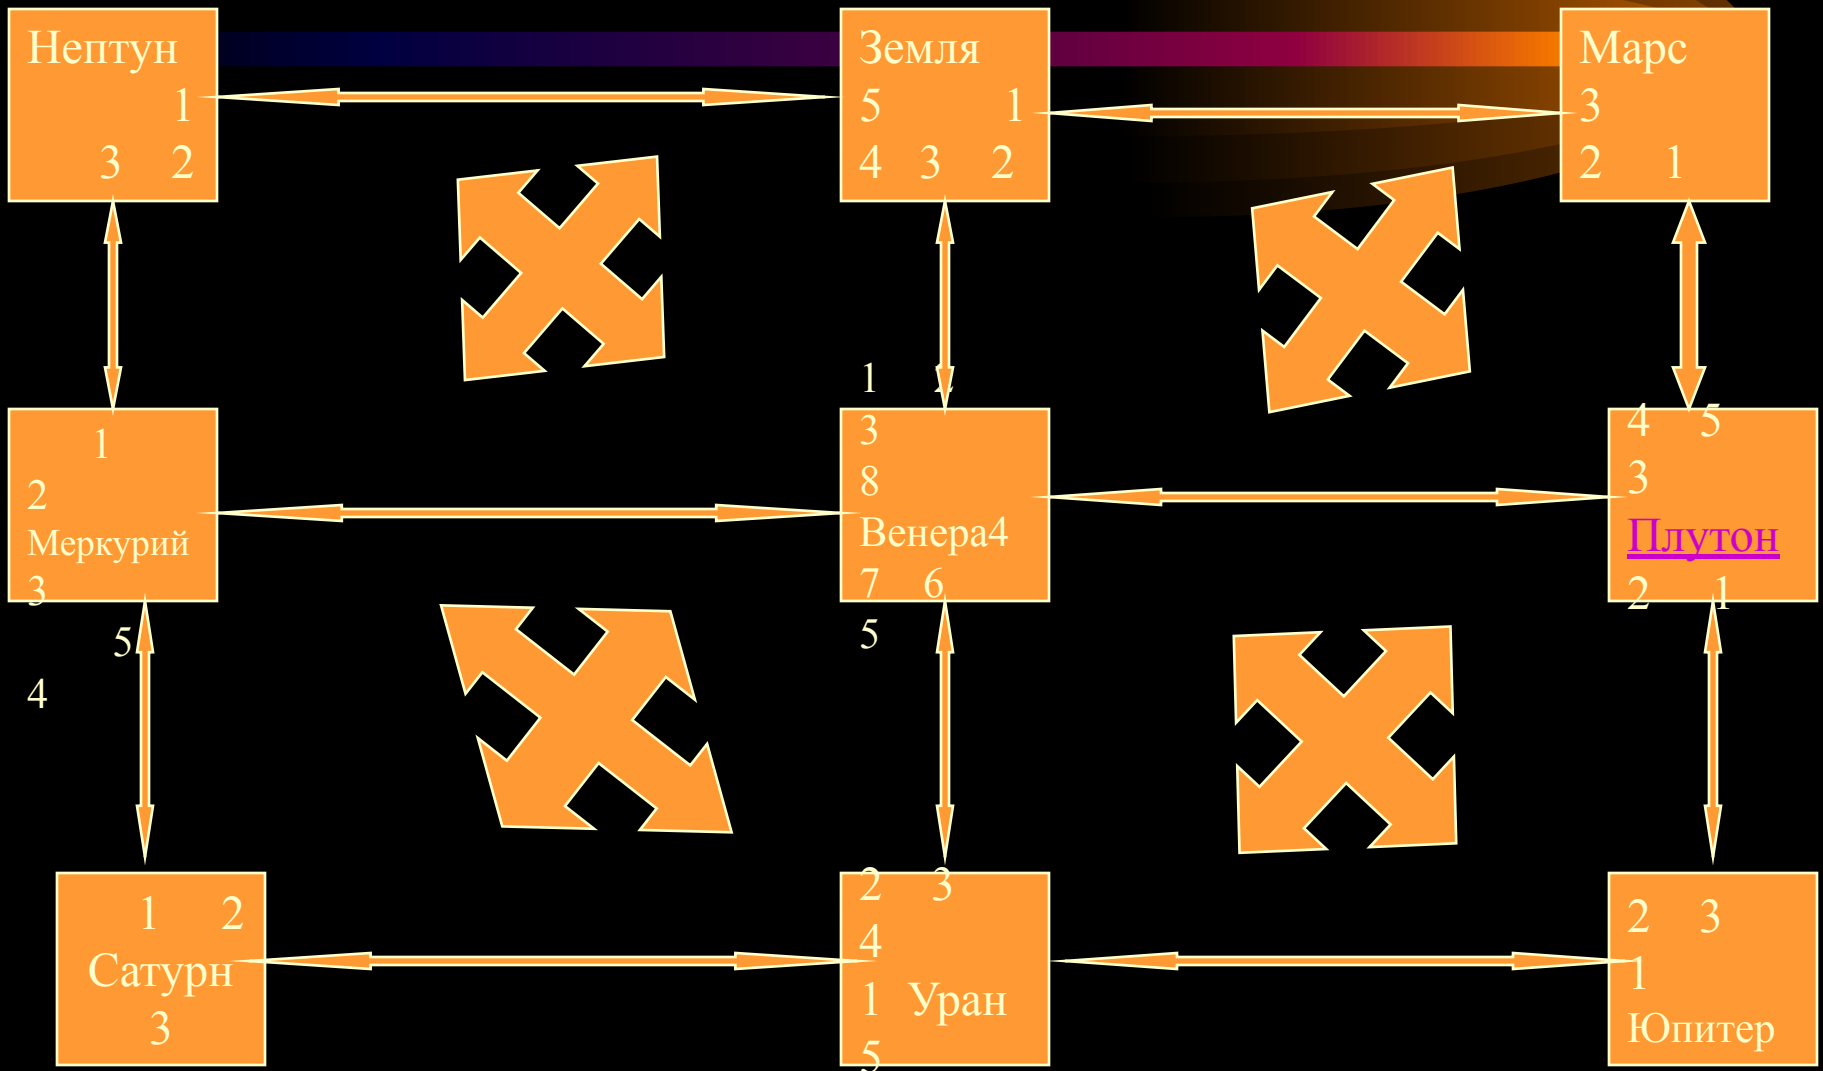 Нептун
1
3 2
Земля
5 1
4 3 2
Марс
3
2 1
1
2
Меркурий
3
5
4
1 2
3
8
Венера4
7 6
5
4 5
3
Плутон
2 1
1 2
Сатурн
3
2 3
4
1 Уран
5
2 3
1
Юпитер